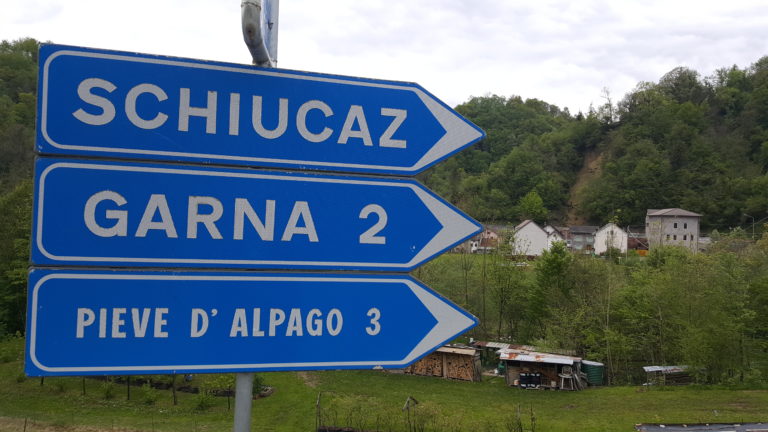 SCHIUCAZ
GARNA 2
PIEVE D' ALPAGO 3